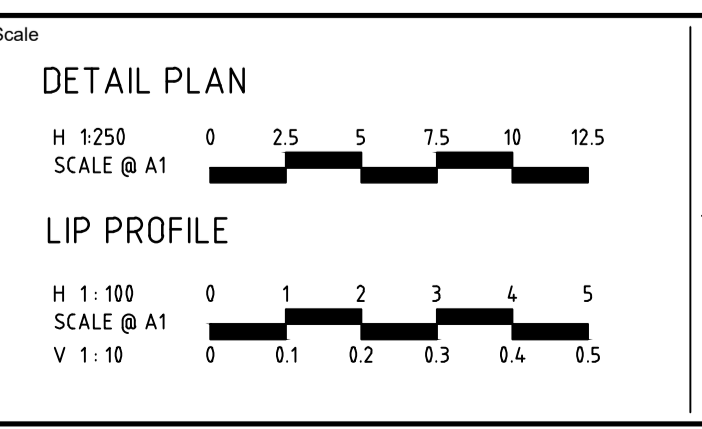 Scale
DETAIL PLAN
H 1:250 0 2.5 5 7.5 10 12.5
SCALE @ A1
LIP PROFILE
H 1:100 0 1 2 3 4 5
SCALE @ A1
V 1:10 0 0.1 0.2 0.3 0.4 0.5